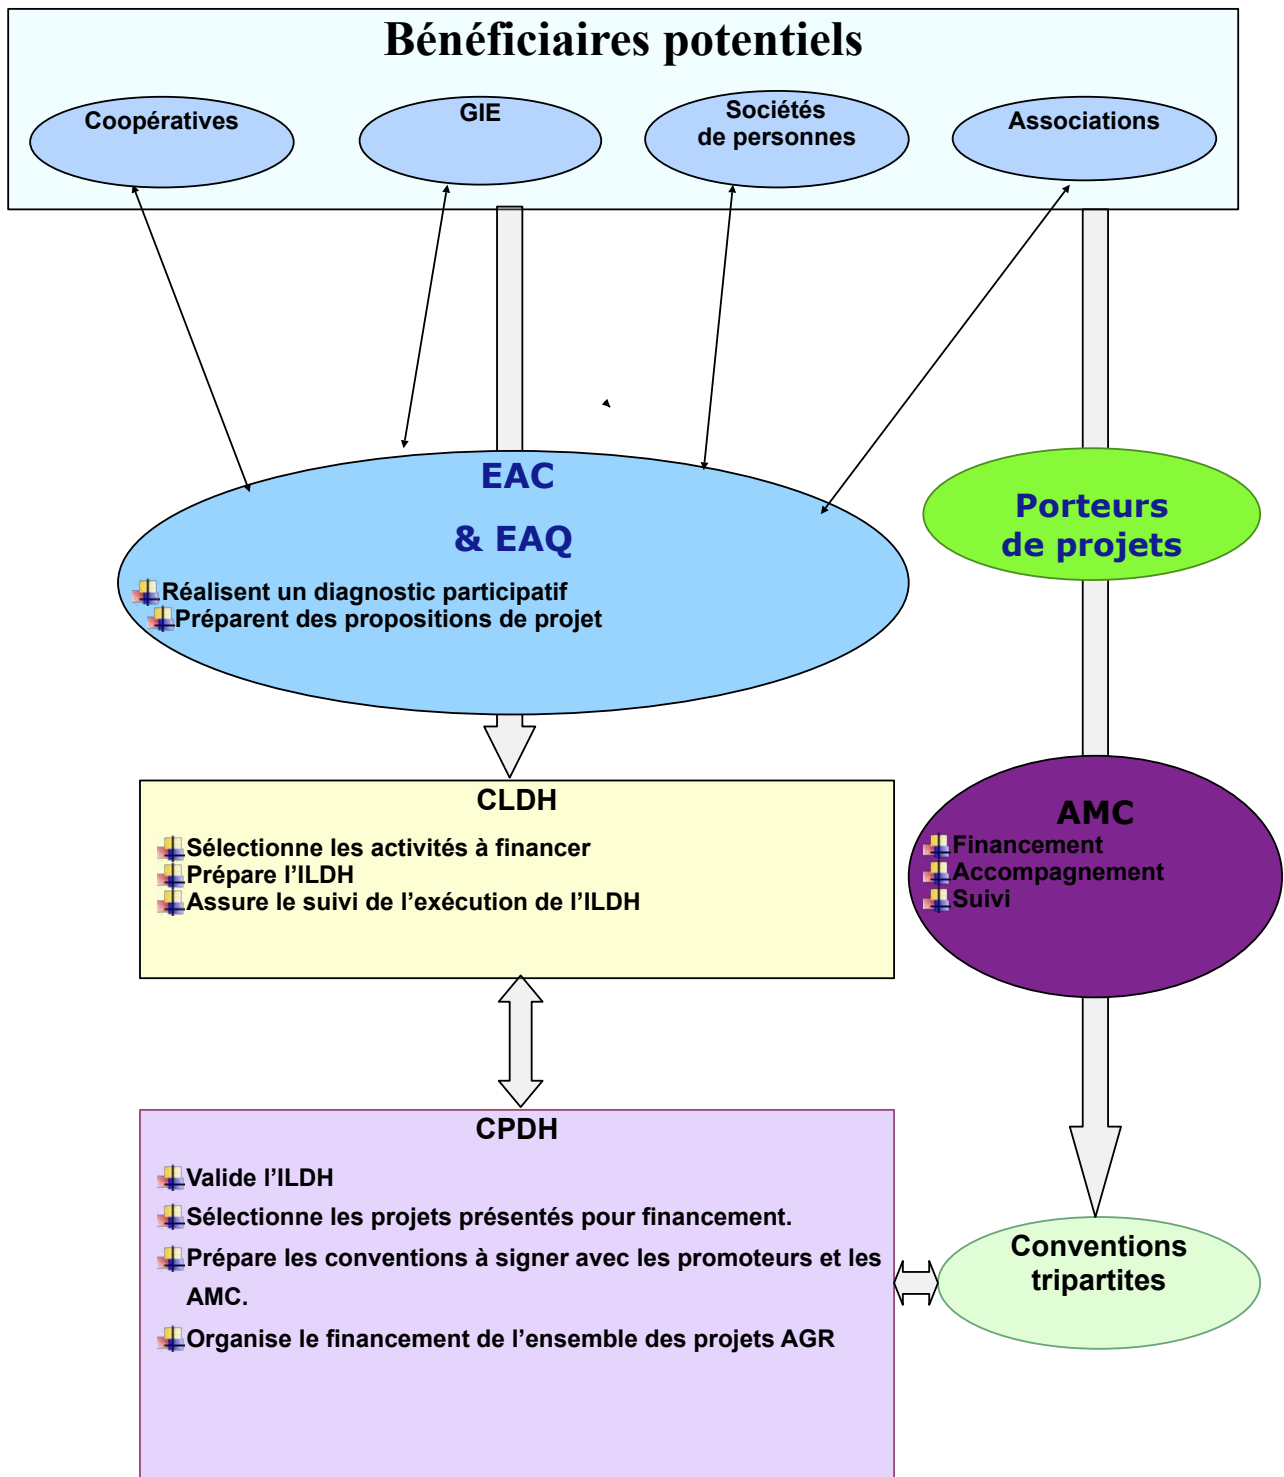 Bénéficiaires potentiels
Coopératives
GIE
Sociétés
de personnes
Associations
EAC
& EAQ
Réalisent un diagnostic participatif
Préparent des propositions de projet
Porteurs
de projets
CLDH
Sélectionne les activités à financer
Prépare l’ILDH
Assure le suivi de l’exécution de l’ILDH
AMC
Financement
Accompagnement
Suivi
CPDH
Valide l’ILDH
Sélectionne les projets présentés pour financement.
Prépare les conventions à signer avec les promoteurs et les
AMC.
Organise le financement de l’ensemble des projets AGR
Conventions
tripartites